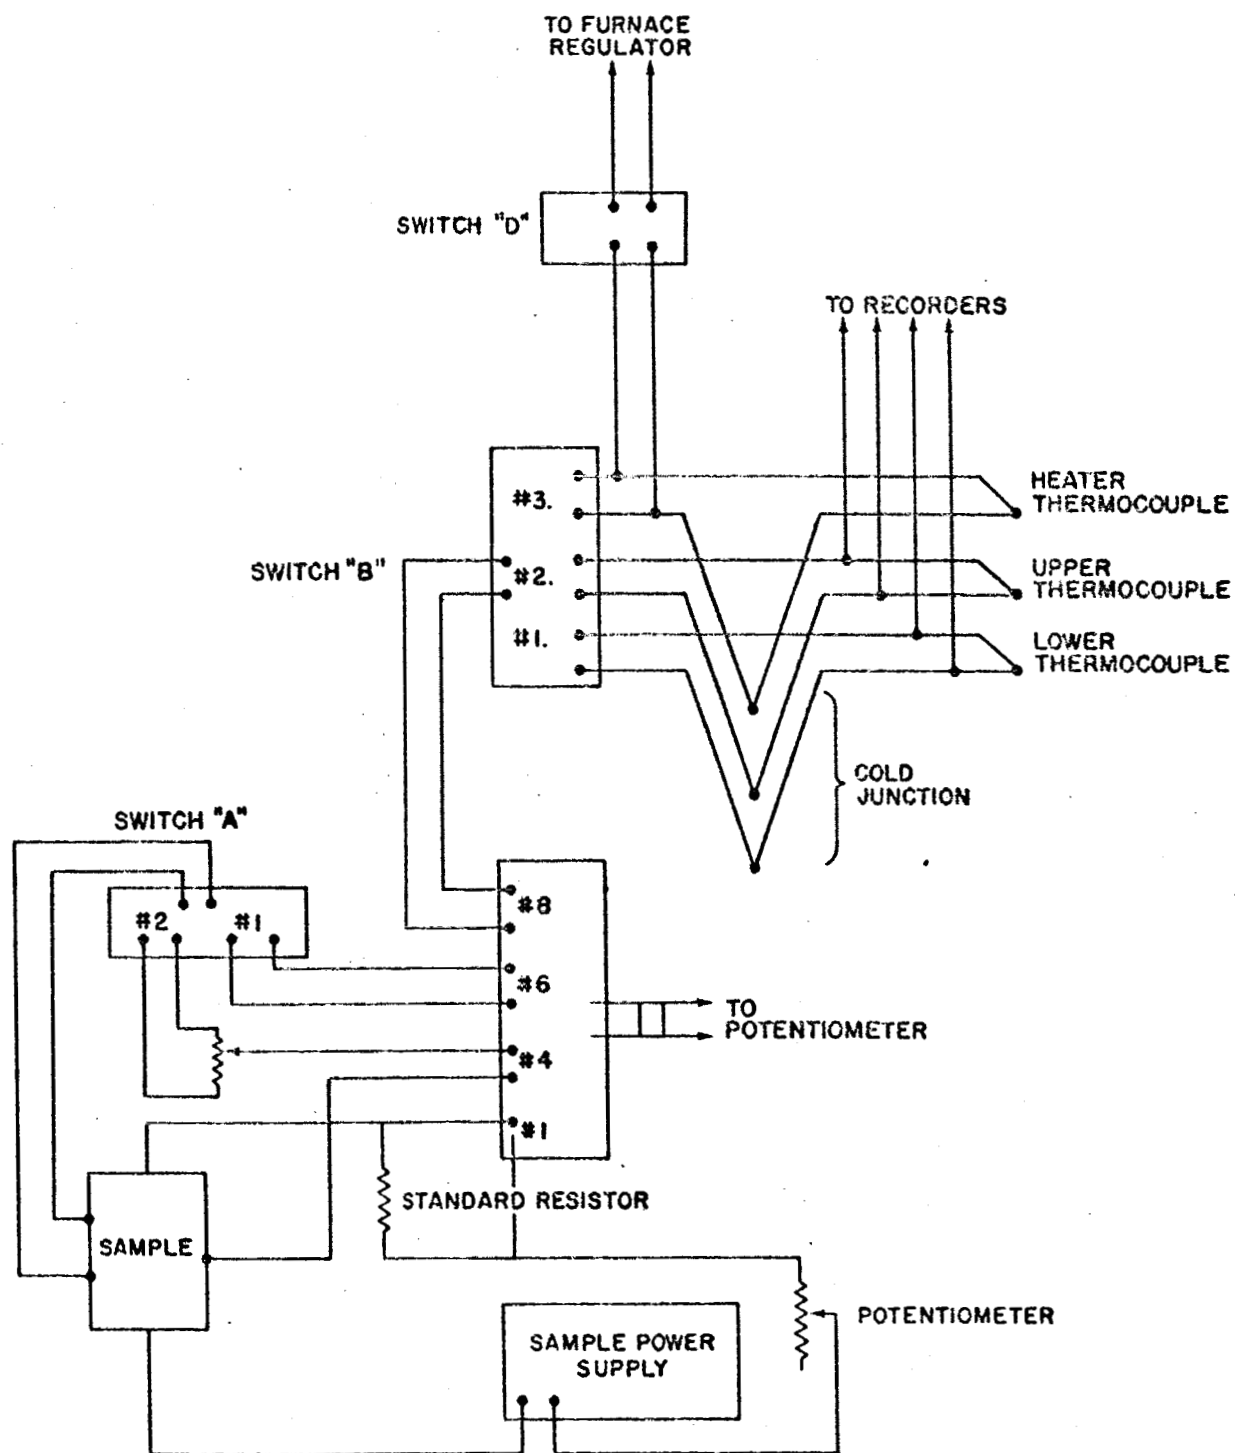 TO FURNACE
REGULATOR
SWITCH "D"
TO RECORDERS
#3.
HEATER
THERMOCOUPLE
SWITCH "B"
#2.
UPPER
THERMOCOUPLE
#1.
LOWER
THERMOCOUPLE
COLD
JUNCTION
SWITCH "A"
#2 #1
#8
#6
TO
POTENTIOMETER
#4
#1
STANDARD RESISTOR
SAMPLE
POTENTIOMETER
SAMPLE POWER
SUPPLY